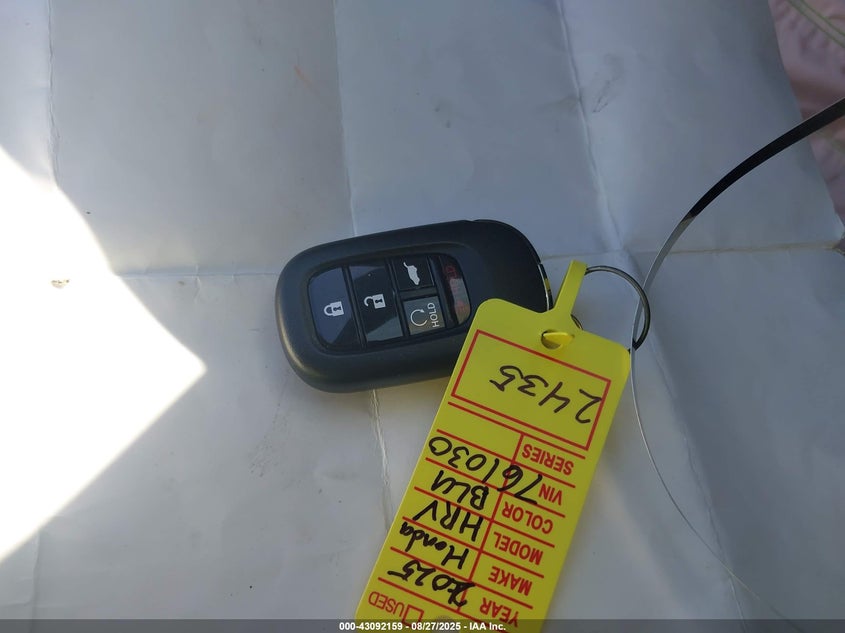 HOLD
2435
SERIES
VIN 761030
COLOR BLU
MODEL HRV
MAKE Honda
YEAR 2025
USED
000-43092159 - 08/27/2025 - IAA Inc.